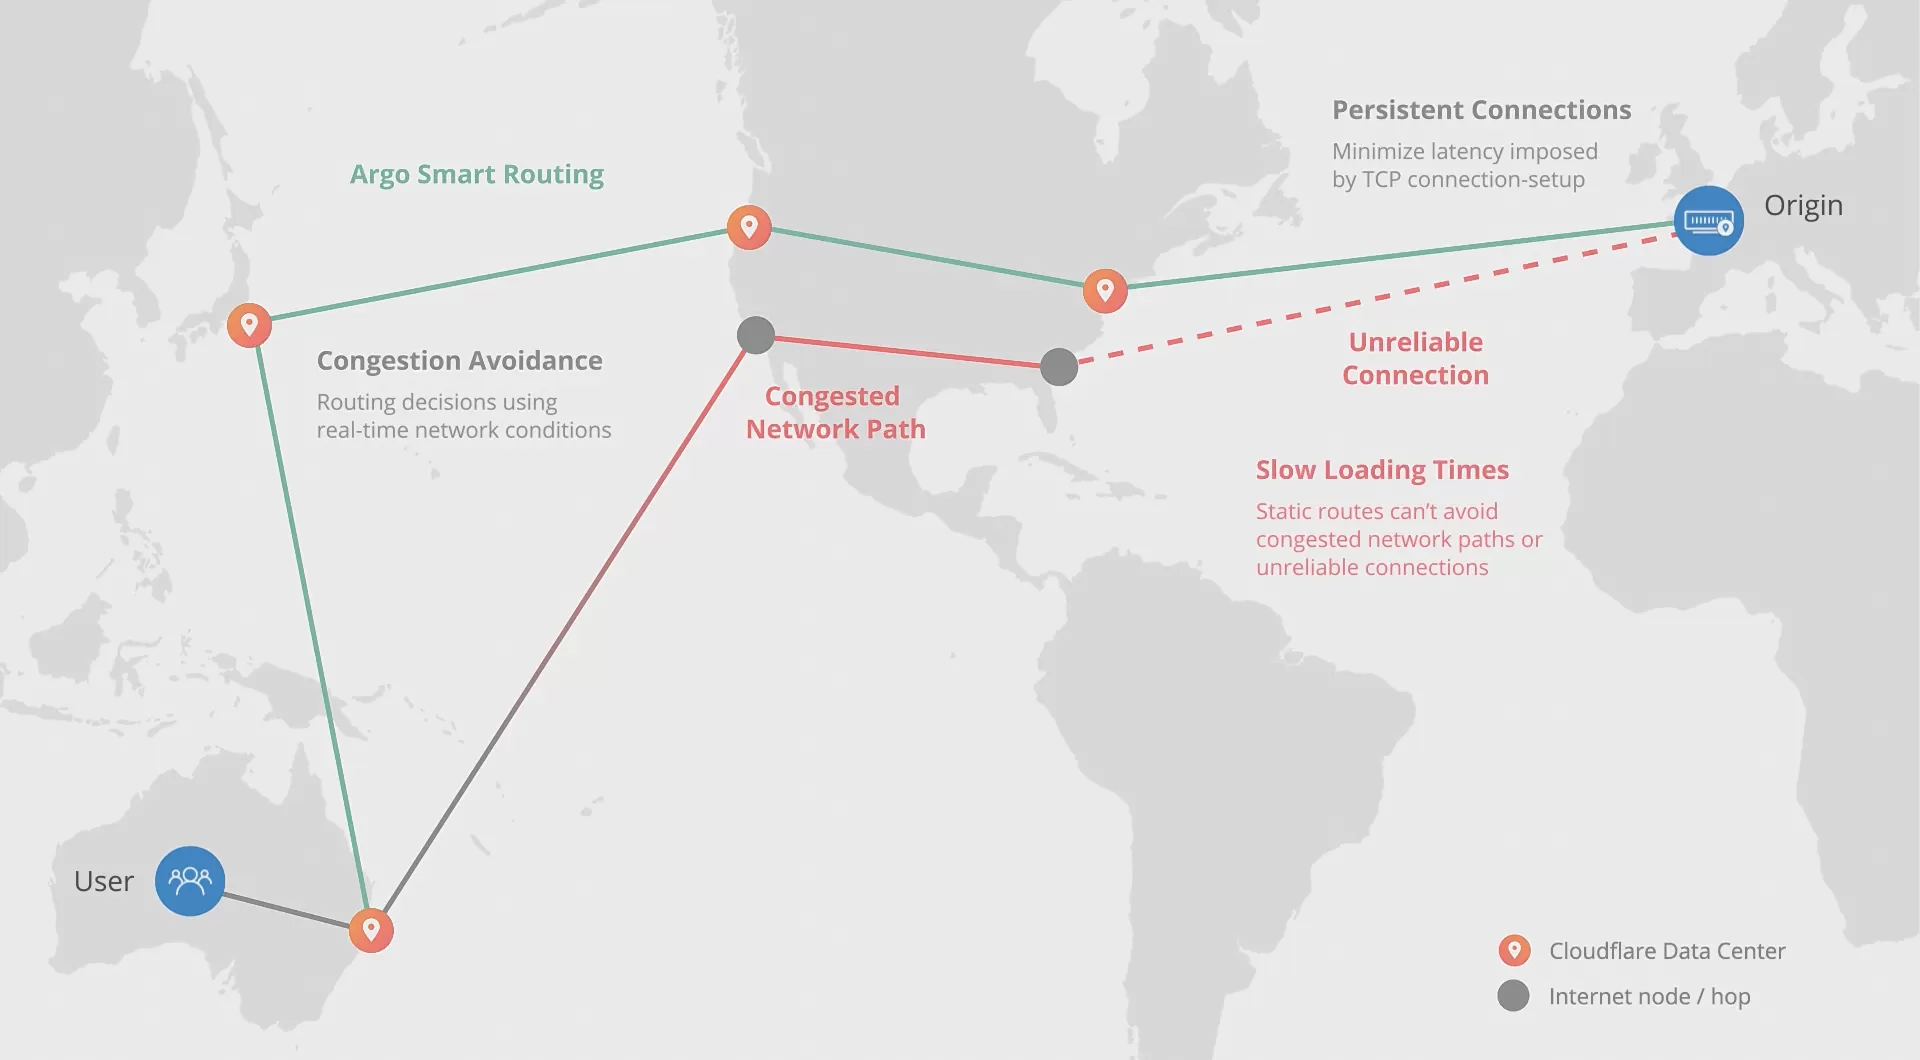 Persistent Connections
Minimize latency imposed
by TCP connection-setup
Argo Smart Routing
Origin
Congestion Avoidance
Routing decisions using
real-time network conditions
Unreliable
Connection
Congested
Network Path
Slow Loading Times
Static routes can’t avoid
congested network paths or
unreliable connections
User
Cloudflare Data Center
Internet node / hop